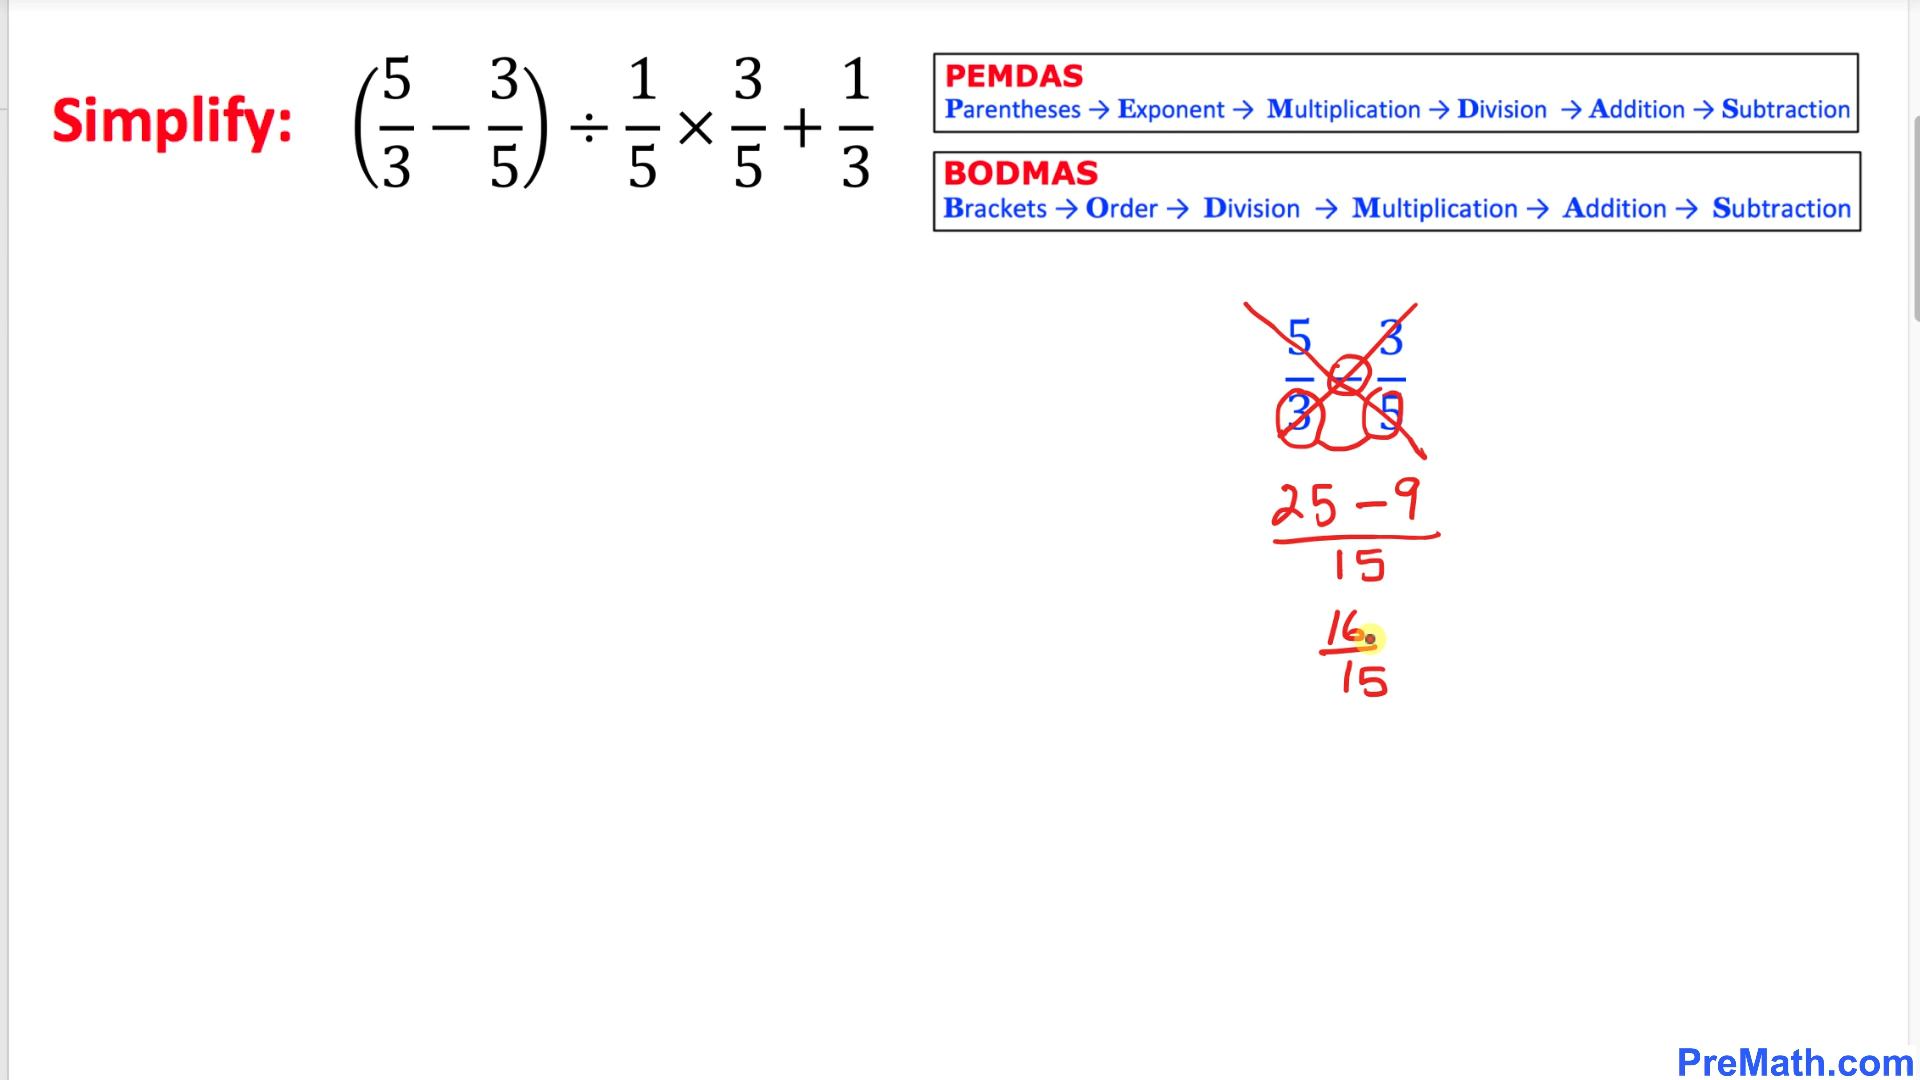 Simplify: (5/3 − 3/5) ÷ 1/5 × 3/5 + 1/3
PEMDAS
Parentheses → Exponent → Multiplication → Division → Addition → Subtraction
BODMAS
Brackets → Order → Division → Multiplication → Addition → Subtraction
5/3 − 3/5
25 − 9
15
16
15
PreMath.com